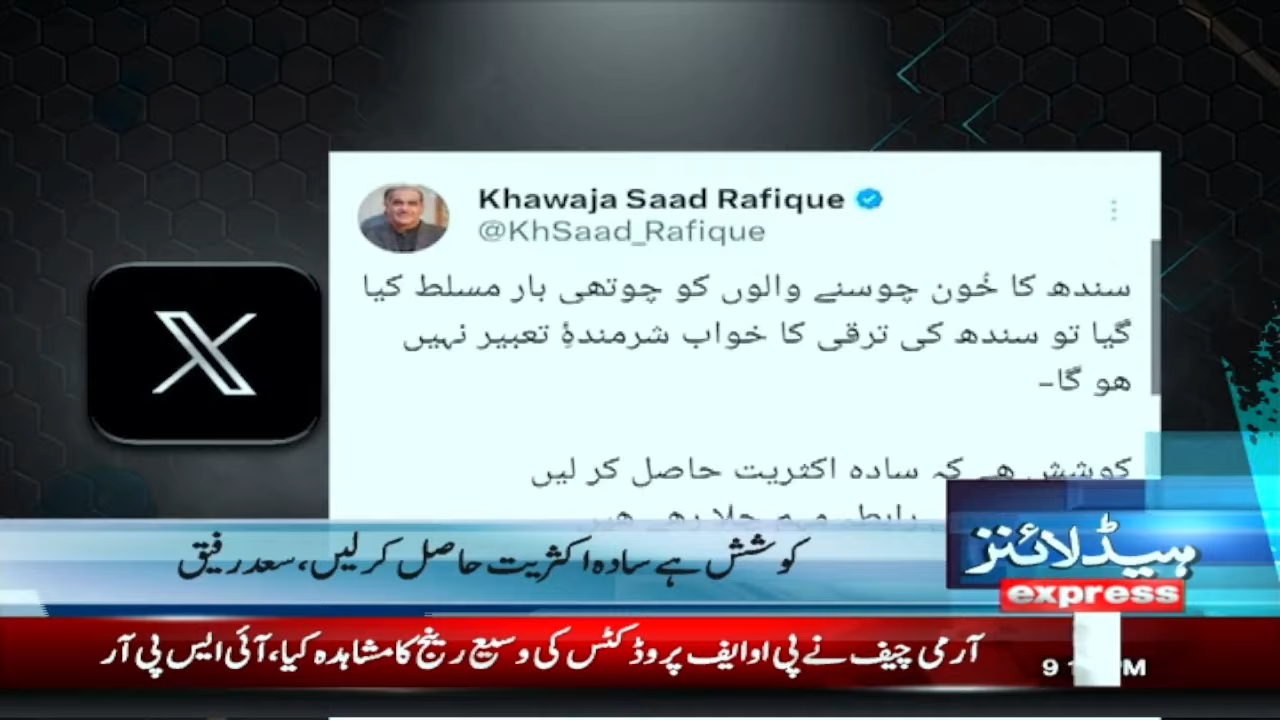 Khawaja Saad Rafique
@KhSaad_Rafique
سندھ کا خُون چوسنے والوں کو چوتھی بار مسلط کیا
گیا تو سندھ کی ترقی کا خواب شرمندۂِ تعبیر نہیں
ھو گا-
کوشش ھے کہ سادہ اکثریت حاصل کر لیں
کوشش ہے سادہ اکثریت حاصل کرلیں، سعد رفیق
ہیڈلائنز
express
آرمی چیف نے پی او ایف پروڈکٹس کی وسیع رینج کا مشاہدہ کیا، آئی ایس پی آر